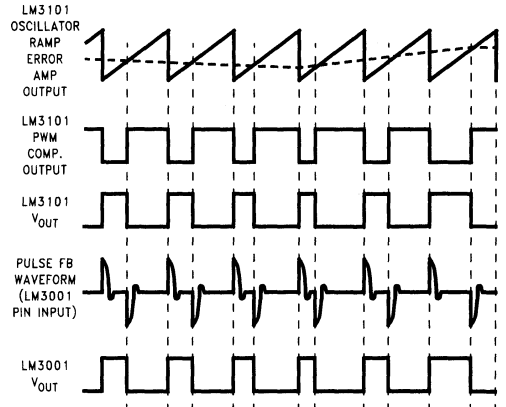 LM3101
OSCILLATOR
RAMP
ERROR
AMP
OUTPUT
LM3101
PWM
COMP.
OUTPUT
LM3101
VOUT
PULSE FB
WAVEFORM
(LM3001
PIN INPUT)
LM3001
VOUT